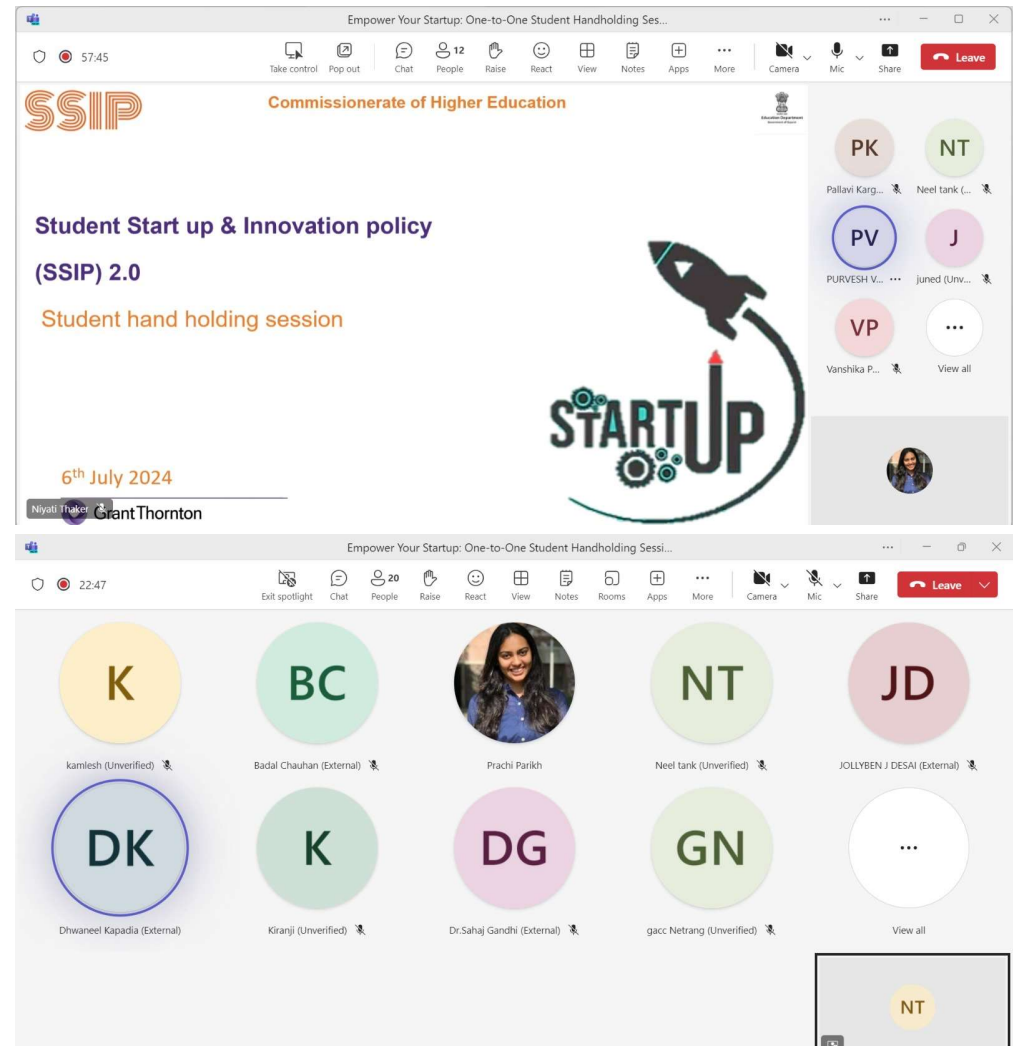 Empower Your Startup: One-to-One Student Handholding Ses...
57:45
Take control
Pop out
Chat
12
People
Raise
React
View
Notes
Apps
More
Camera
Mic
Share
Leave
SSIP
Commissionerate of Higher Education
Education Department
Student Start up & Innovation policy
(SSIP) 2.0
Student hand holding session
STARTUP
6th July 2024
Niyati Thaker
Grant Thornton
PK
NT
Pallavi Karg...
Neel tank (...
PV
J
PURVESH V... ...
juned (Unv...
VP
...
Vanshika P...
View all
Empower Your Startup: One-to-One Student Handholding Sessi...
22:47
Exit spotlight
Chat
20
People
Raise
React
View
Notes
Rooms
Apps
More
Camera
Mic
Share
Leave
K
BC
NT
JD
kamlesh (Unverified)
Badal Chauhan (External)
Prachi Parikh
Neel tank (Unverified)
JOLLYBEN J DESAI (External)
DK
K
DG
GN
...
Dhwaneel Kapadia (External)
Kiranji (Unverified)
Dr.Sahaj Gandhi (External)
gacc Netrang (Unverified)
View all
NT